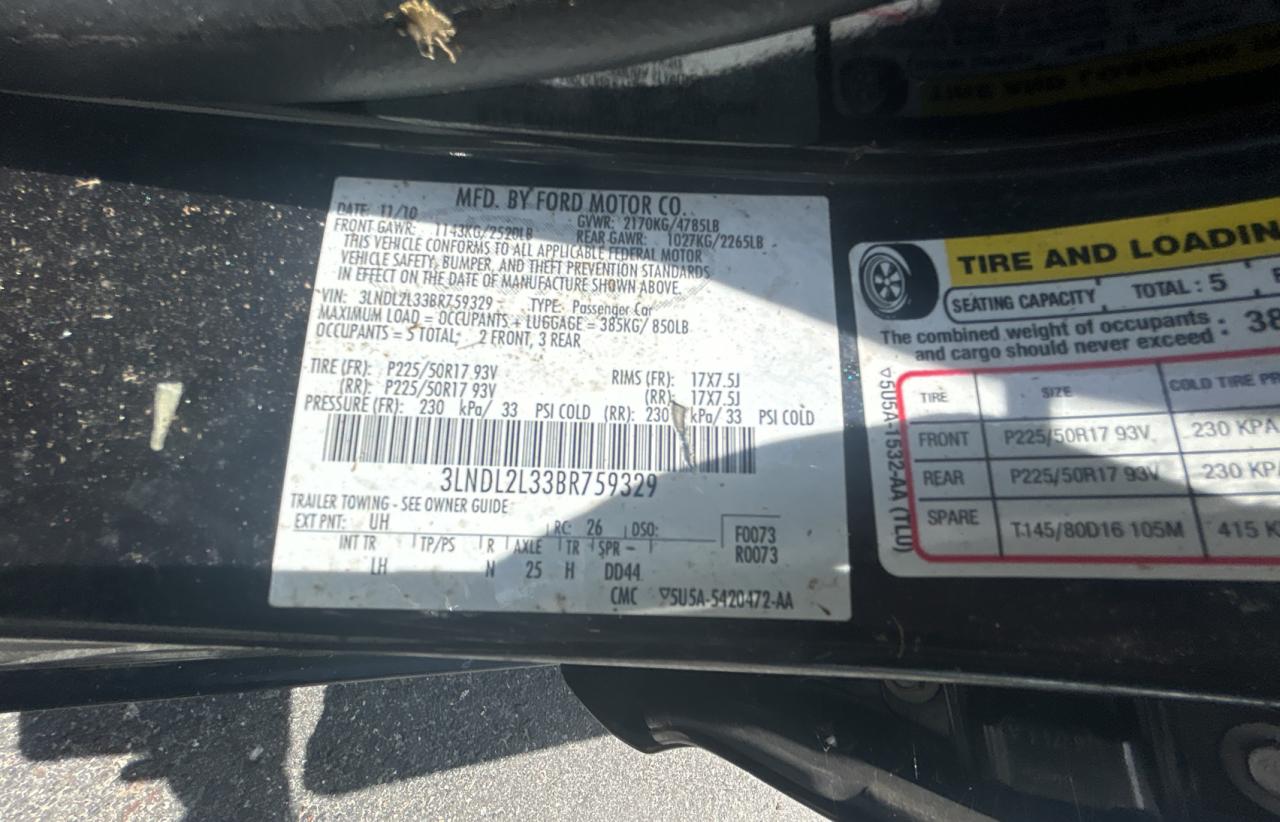 MFD. BY FORD MOTOR CO.
DATE: 11/10 GVWR: 2170KG/4785LB
FRONT GAWR: 1143KG/2520LB REAR GAWR: 1027KG/2265LB
THIS VEHICLE CONFORMS TO ALL APPLICABLE FEDERAL MOTOR
VEHICLE SAFETY, BUMPER, AND THEFT PREVENTION STANDARDS
IN EFFECT ON THE DATE OF MANUFACTURE SHOWN ABOVE.
VIN: 3LNDL2L33BR759329 TYPE: Passenger Car
MAXIMUM LOAD = OCCUPANTS + LUGGAGE = 385KG/ 850LB
OCCUPANTS = 5 TOTAL; 2 FRONT, 3 REAR
TIRE (FR): P225/50R17 93V RIMS (FR): 17X7.5J
(RR): P225/50R17 93V (RR): 17X7.5J
PRESSURE (FR): 230 kPa/ 33 PSI COLD (RR): 230 kPa/ 33 PSI COLD
3LNDL2L33BR759329
TRAILER TOWING - SEE OWNER GUIDE
EXT PNT: UH RC: 26 DSO: F0073
INT TR TP/PS R AXLE TR SPR R0073
LH N 25 H DD44
CMC ▽5U5A-5420472-AA
TIRE AND LOADIN
SEATING CAPACITY TOTAL : 5
The combined weight of occupants : 38
and cargo should never exceed :
TIRE SIZE COLD TIRE PR
FRONT P225/50R17 93V 230 KPA
REAR P225/50R17 93V 230 KPA
SPARE T145/80D16 105M 415 K
▽5U5A-1532-AA (TL0)